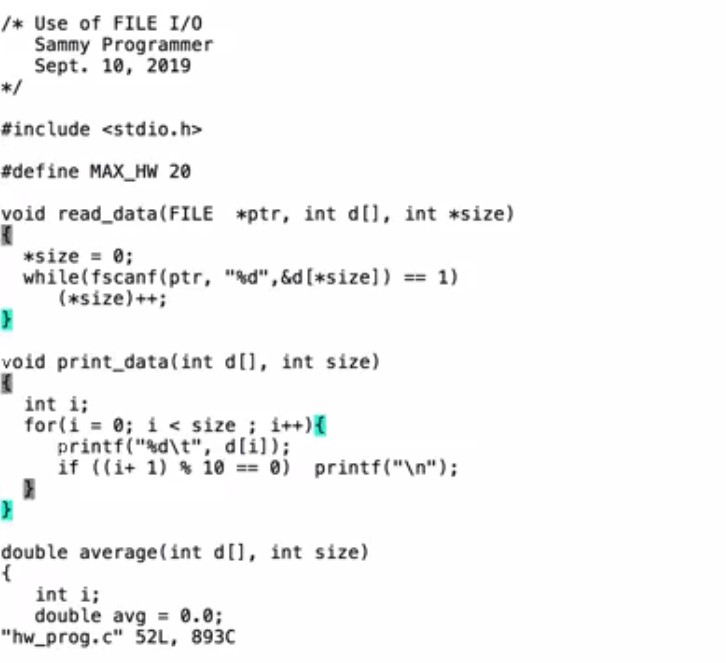 /* Use of FILE I/O
   Sammy Programmer
   Sept. 10, 2019
*/

#include <stdio.h>

#define MAX_HW 20

void read_data(FILE  *ptr, int d[], int *size)
{
  *size = 0;
  while(fscanf(ptr, "%d",&d[*size]) == 1)
     (*size)++;
}

void print_data(int d[], int size)
{
  int i;
  for(i = 0; i < size ; i++){
     printf("%d\t", d[i]);
     if ((i+ 1) % 10 == 0)  printf("\n");
  }
}

double average(int d[], int size)
{
   int i;
   double avg = 0.0;
"hw_prog.c" 52L, 893C